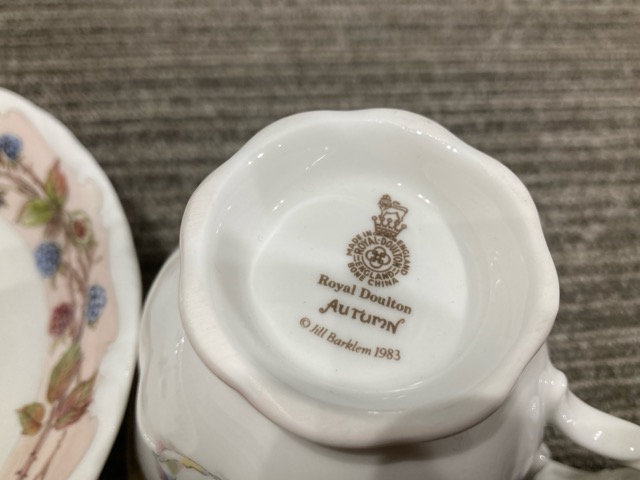 MADE IN ENGLAND
ROYAL · DOULTON
ENGLAND
BONE CHINA
Royal Doulton
AUTUMN
© Jill Barklem 1983